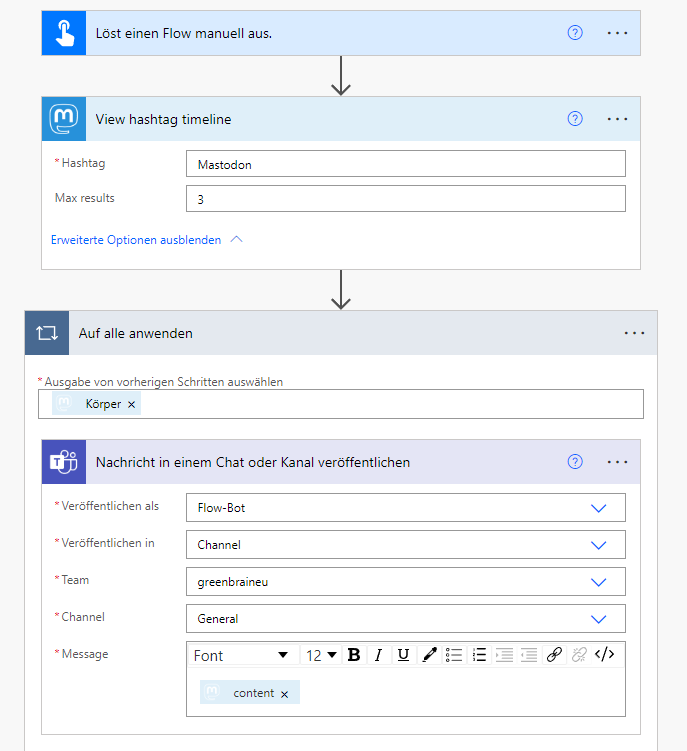 Löst einen Flow manuell aus.
View hashtag timeline
* Hashtag Mastodon
Max results 3
Erweiterte Optionen ausblenden
Auf alle anwenden
* Ausgabe von vorherigen Schritten auswählen
Körper ×
Nachricht in einem Chat oder Kanal veröffentlichen
* Veröffentlichen als Flow-Bot
* Veröffentlichen in Channel
* Team greenbraineu
* Channel General
* Message Font 12 B I U </>
content ×